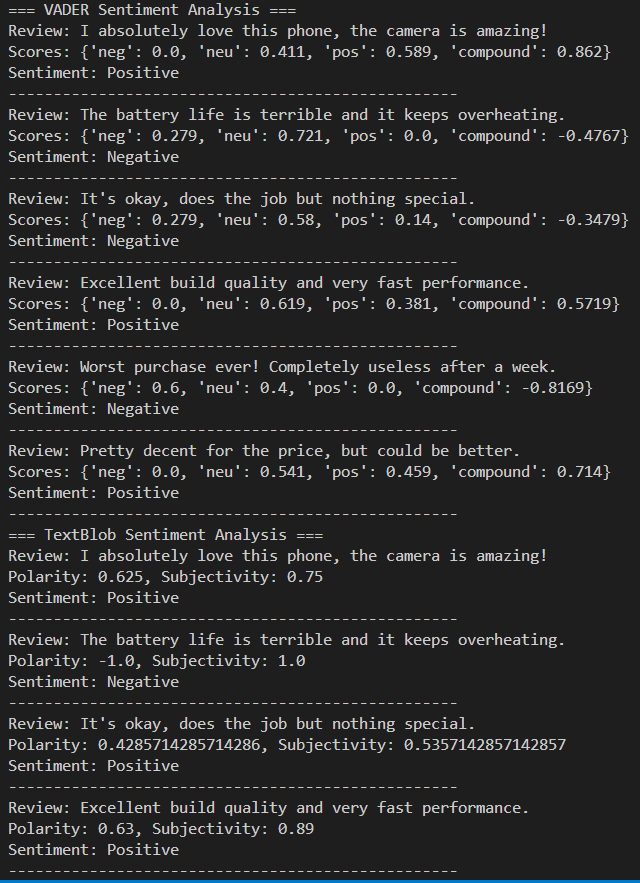 === VADER Sentiment Analysis ===
Review: I absolutely love this phone, the camera is amazing!
Scores: {'neg': 0.0, 'neu': 0.411, 'pos': 0.589, 'compound': 0.862}
Sentiment: Positive
--------------------------------------------------
Review: The battery life is terrible and it keeps overheating.
Scores: {'neg': 0.279, 'neu': 0.721, 'pos': 0.0, 'compound': -0.4767}
Sentiment: Negative
--------------------------------------------------
Review: It's okay, does the job but nothing special.
Scores: {'neg': 0.279, 'neu': 0.58, 'pos': 0.14, 'compound': -0.3479}
Sentiment: Negative
--------------------------------------------------
Review: Excellent build quality and very fast performance.
Scores: {'neg': 0.0, 'neu': 0.619, 'pos': 0.381, 'compound': 0.5719}
Sentiment: Positive
--------------------------------------------------
Review: Worst purchase ever! Completely useless after a week.
Scores: {'neg': 0.6, 'neu': 0.4, 'pos': 0.0, 'compound': -0.8169}
Sentiment: Negative
--------------------------------------------------
Review: Pretty decent for the price, but could be better.
Scores: {'neg': 0.0, 'neu': 0.541, 'pos': 0.459, 'compound': 0.714}
Sentiment: Positive
--------------------------------------------------
=== TextBlob Sentiment Analysis ===
Review: I absolutely love this phone, the camera is amazing!
Polarity: 0.625, Subjectivity: 0.75
Sentiment: Positive
--------------------------------------------------
Review: The battery life is terrible and it keeps overheating.
Polarity: -1.0, Subjectivity: 1.0
Sentiment: Negative
--------------------------------------------------
Review: It's okay, does the job but nothing special.
Polarity: 0.4285714285714286, Subjectivity: 0.5357142857142857
Sentiment: Positive
--------------------------------------------------
Review: Excellent build quality and very fast performance.
Polarity: 0.63, Subjectivity: 0.89
Sentiment: Positive
--------------------------------------------------